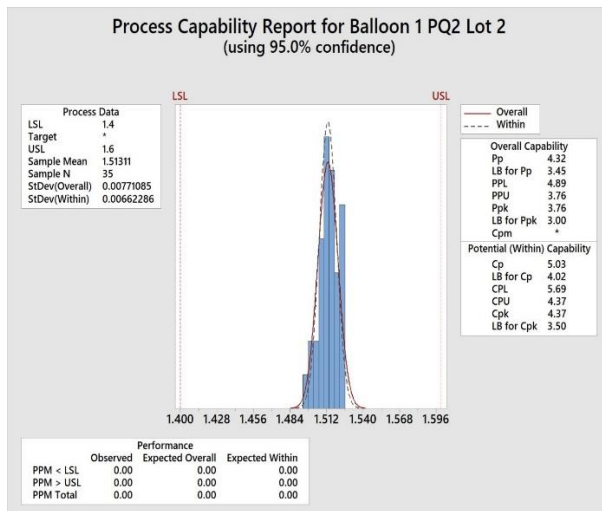 Process Capability Report for Balloon 1 PQ2 Lot 2
(using 95.0% confidence)
LSL USL
Process Data
LSL 1.4
Target *
USL 1.6
Sample Mean 1.51311
Sample N 35
StDev(Overall) 0.00771085
StDev(Within) 0.00662286
Overall
Within
Overall Capability
Pp 4.32
LB for Pp 3.45
PPL 4.89
PPU 3.76
Ppk 3.76
LB for Ppk 3.00
Cpm *
Potential (Within) Capability
Cp 5.03
LB for Cp 4.02
CPL 5.69
CPU 4.37
Cpk 4.37
LB for Cpk 3.50
1.400 1.428 1.456 1.484 1.512 1.540 1.568 1.596
Performance
Observed Expected Overall Expected Within
PPM < LSL 0.00 0.00 0.00
PPM > USL 0.00 0.00 0.00
PPM Total 0.00 0.00 0.00